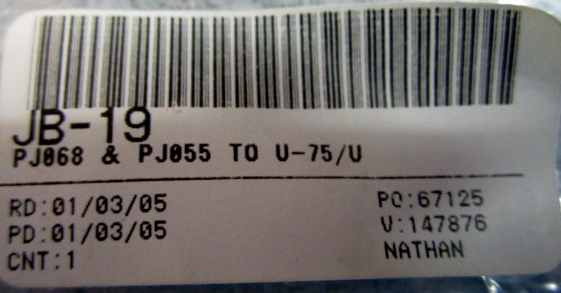 JB-19
PJ068 & PJ055 TO U-75/U
RD:01/03/05
PO:67125
PD:01/03/05
V:147876
CNT:1
NATHAN